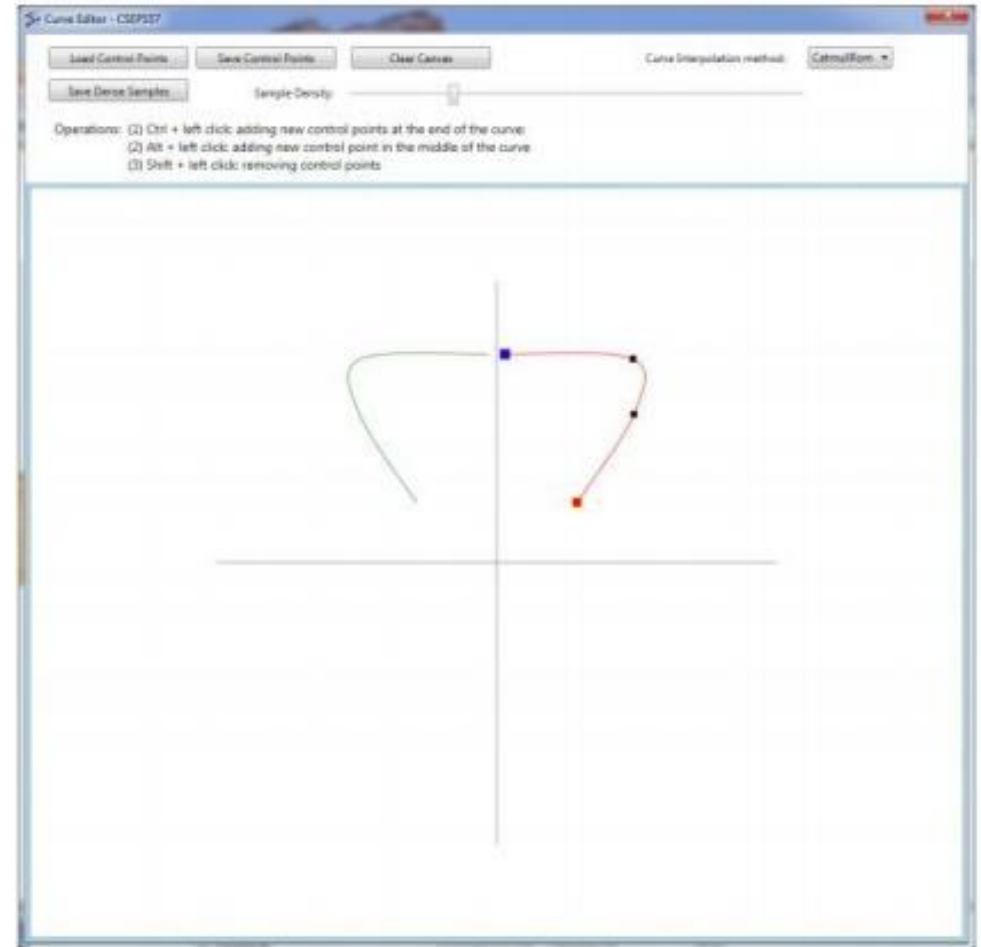 Curve Editor - CSEP557
Load Control Points Save Control Points Clear Canvas Curve Interpolation method: CatmullRom
Save Dense Samples Sample Density:
Operations: (1) Ctrl + left click: adding new control points at the end of the curve
(2) Alt + left click: adding new control point in the middle of the curve
(3) Shift + left click: removing control points